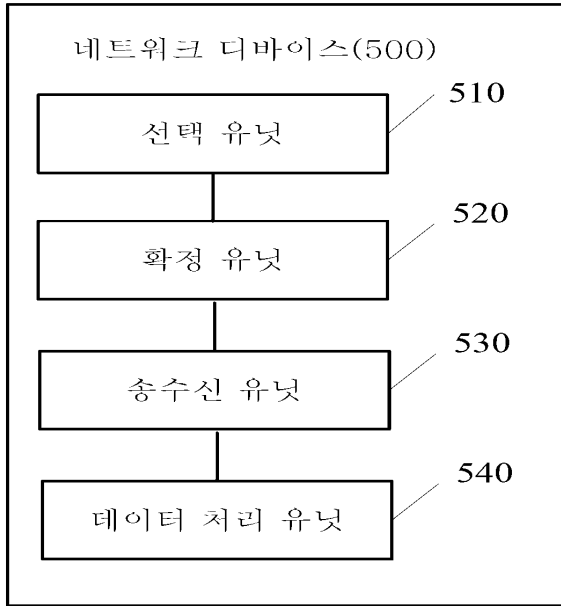 네트워크 디바이스(500)
510
선택 유닛
520
확정 유닛
530
송수신 유닛
540
데이터 처리 유닛